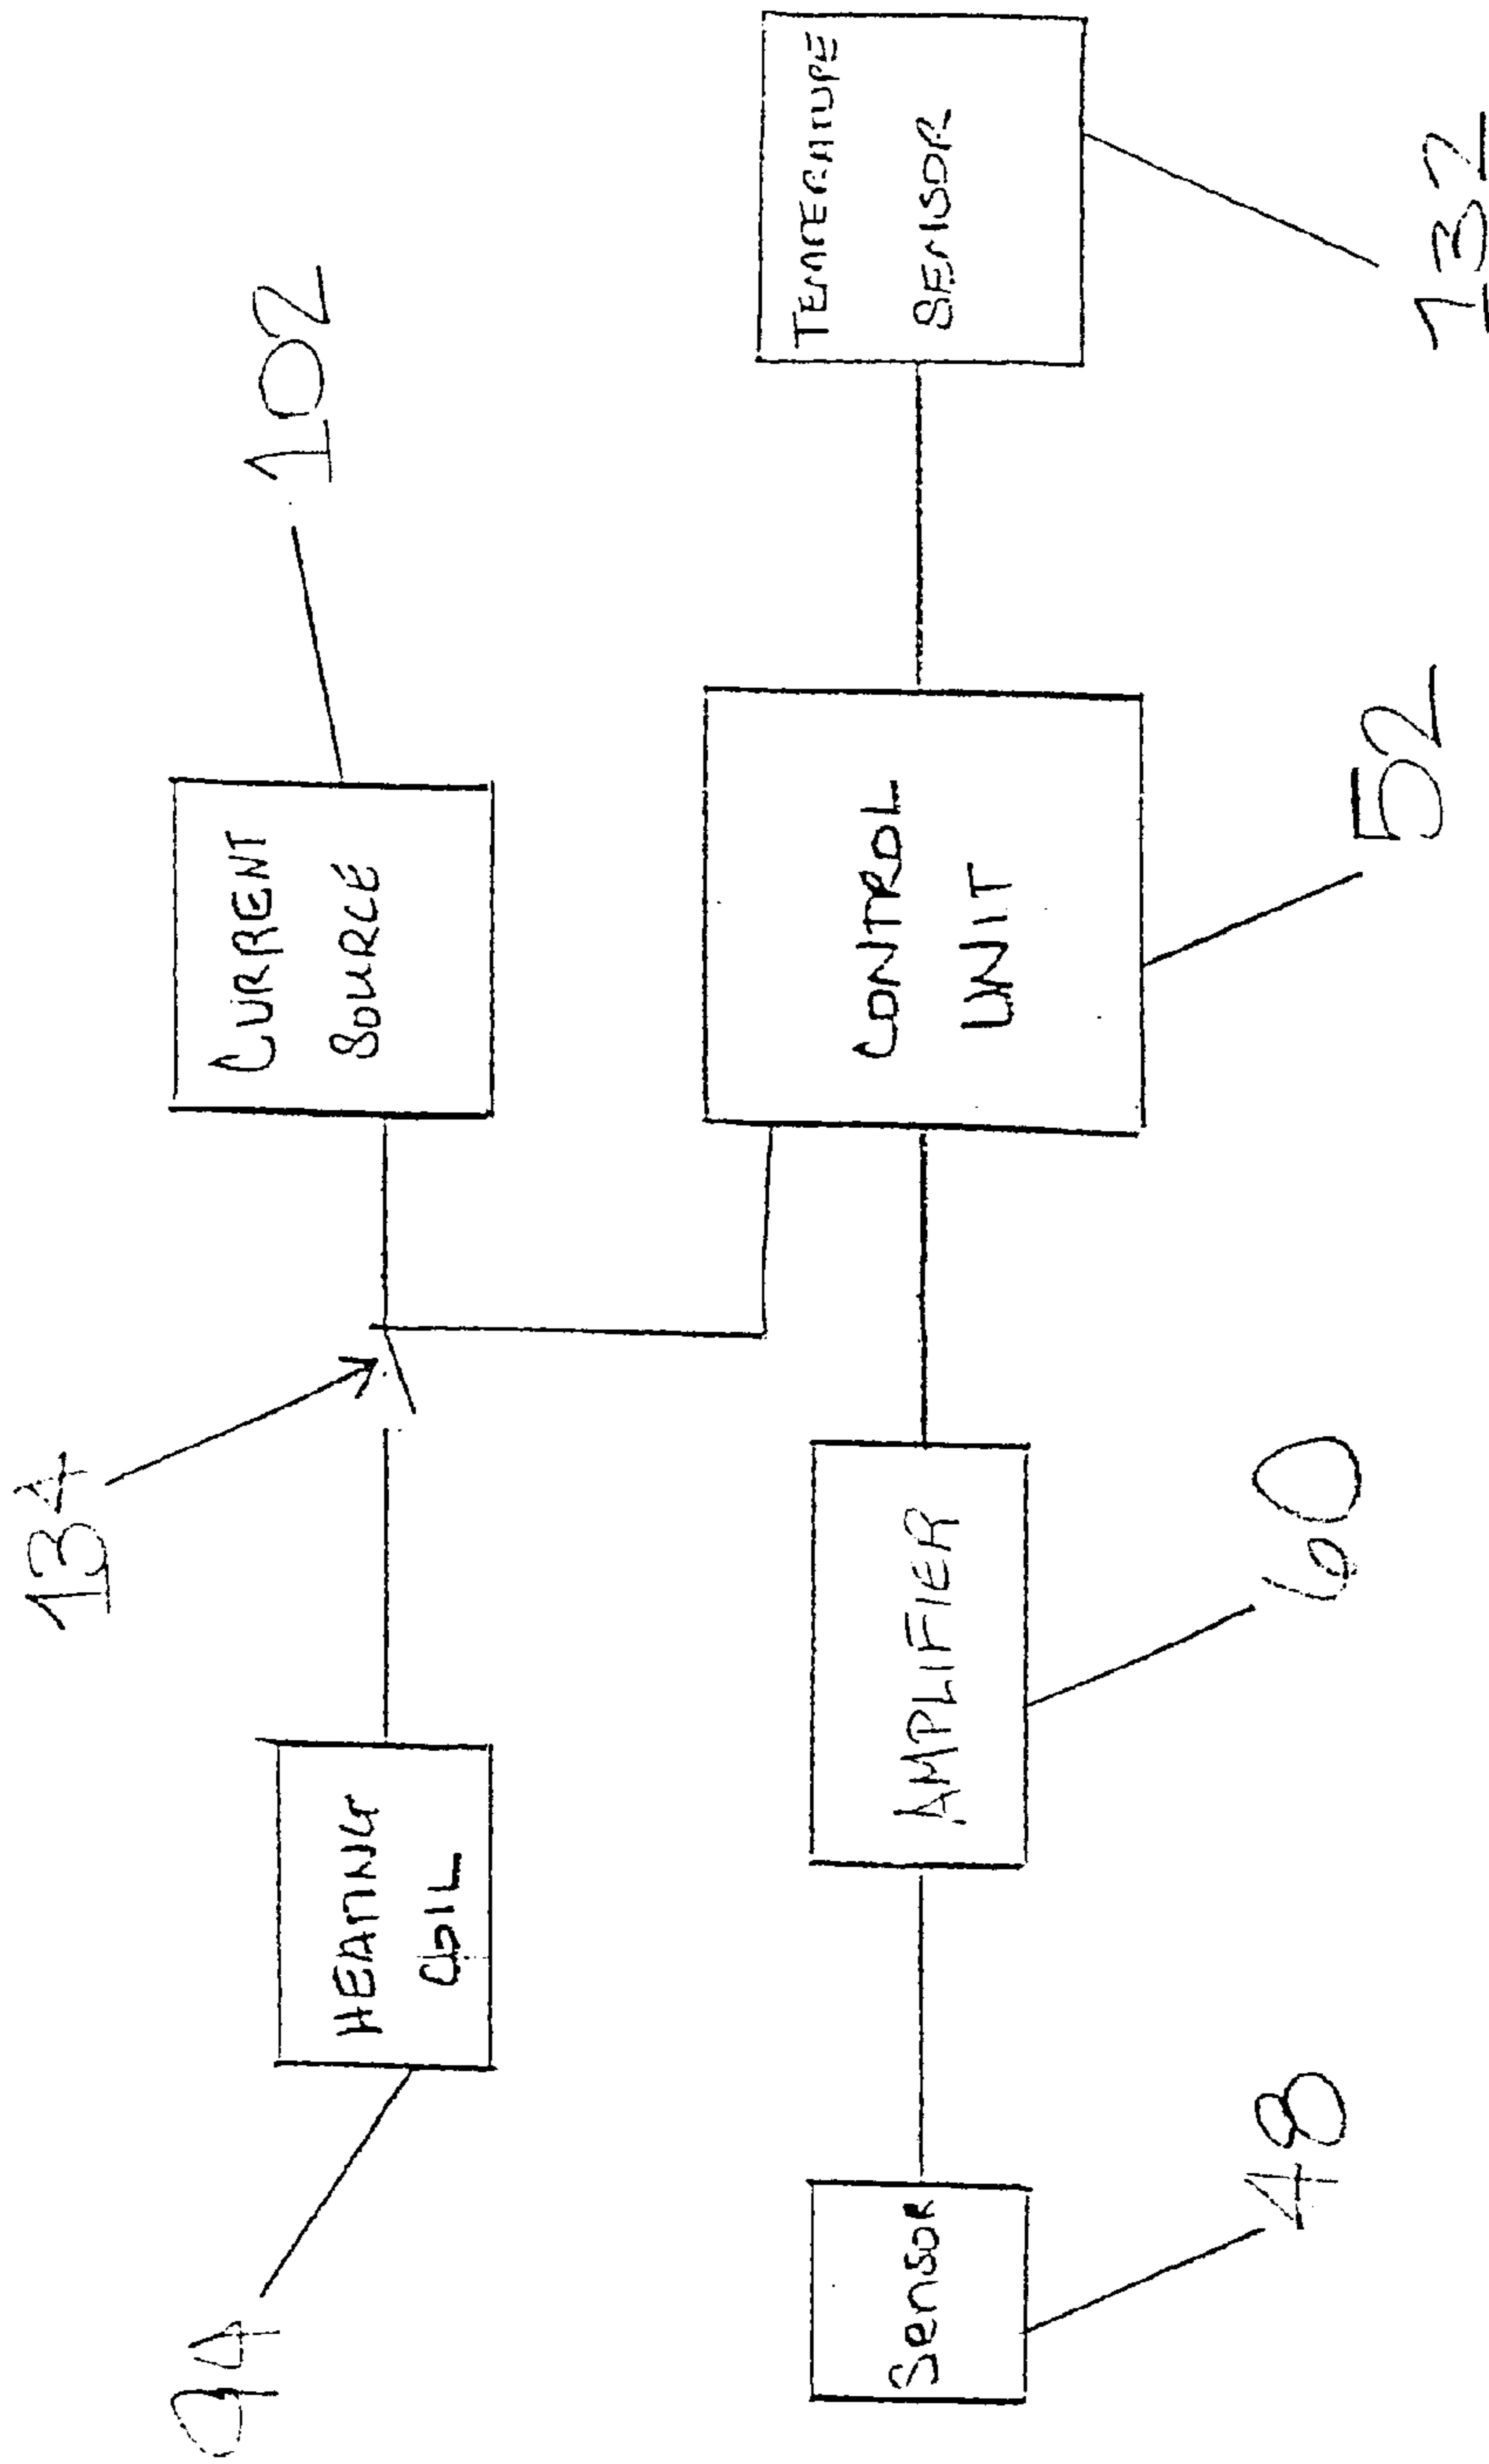 134
102
94
HEATING
COIL
CURRENT
SOURCE
Sensor
AMPLIFIER
CONTROL
UNIT
TEMPERATURE
SENSOR
48
60
52
132